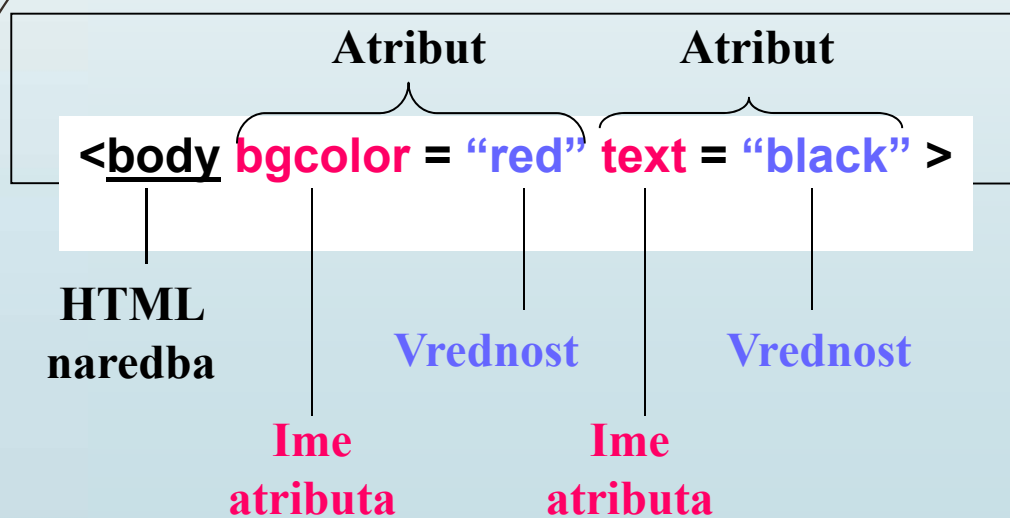 Atribut Atribut
<body bgcolor = “red” text = “black” >
HTML
naredba
Vrednost Vrednost
Ime Ime
atributa atributa